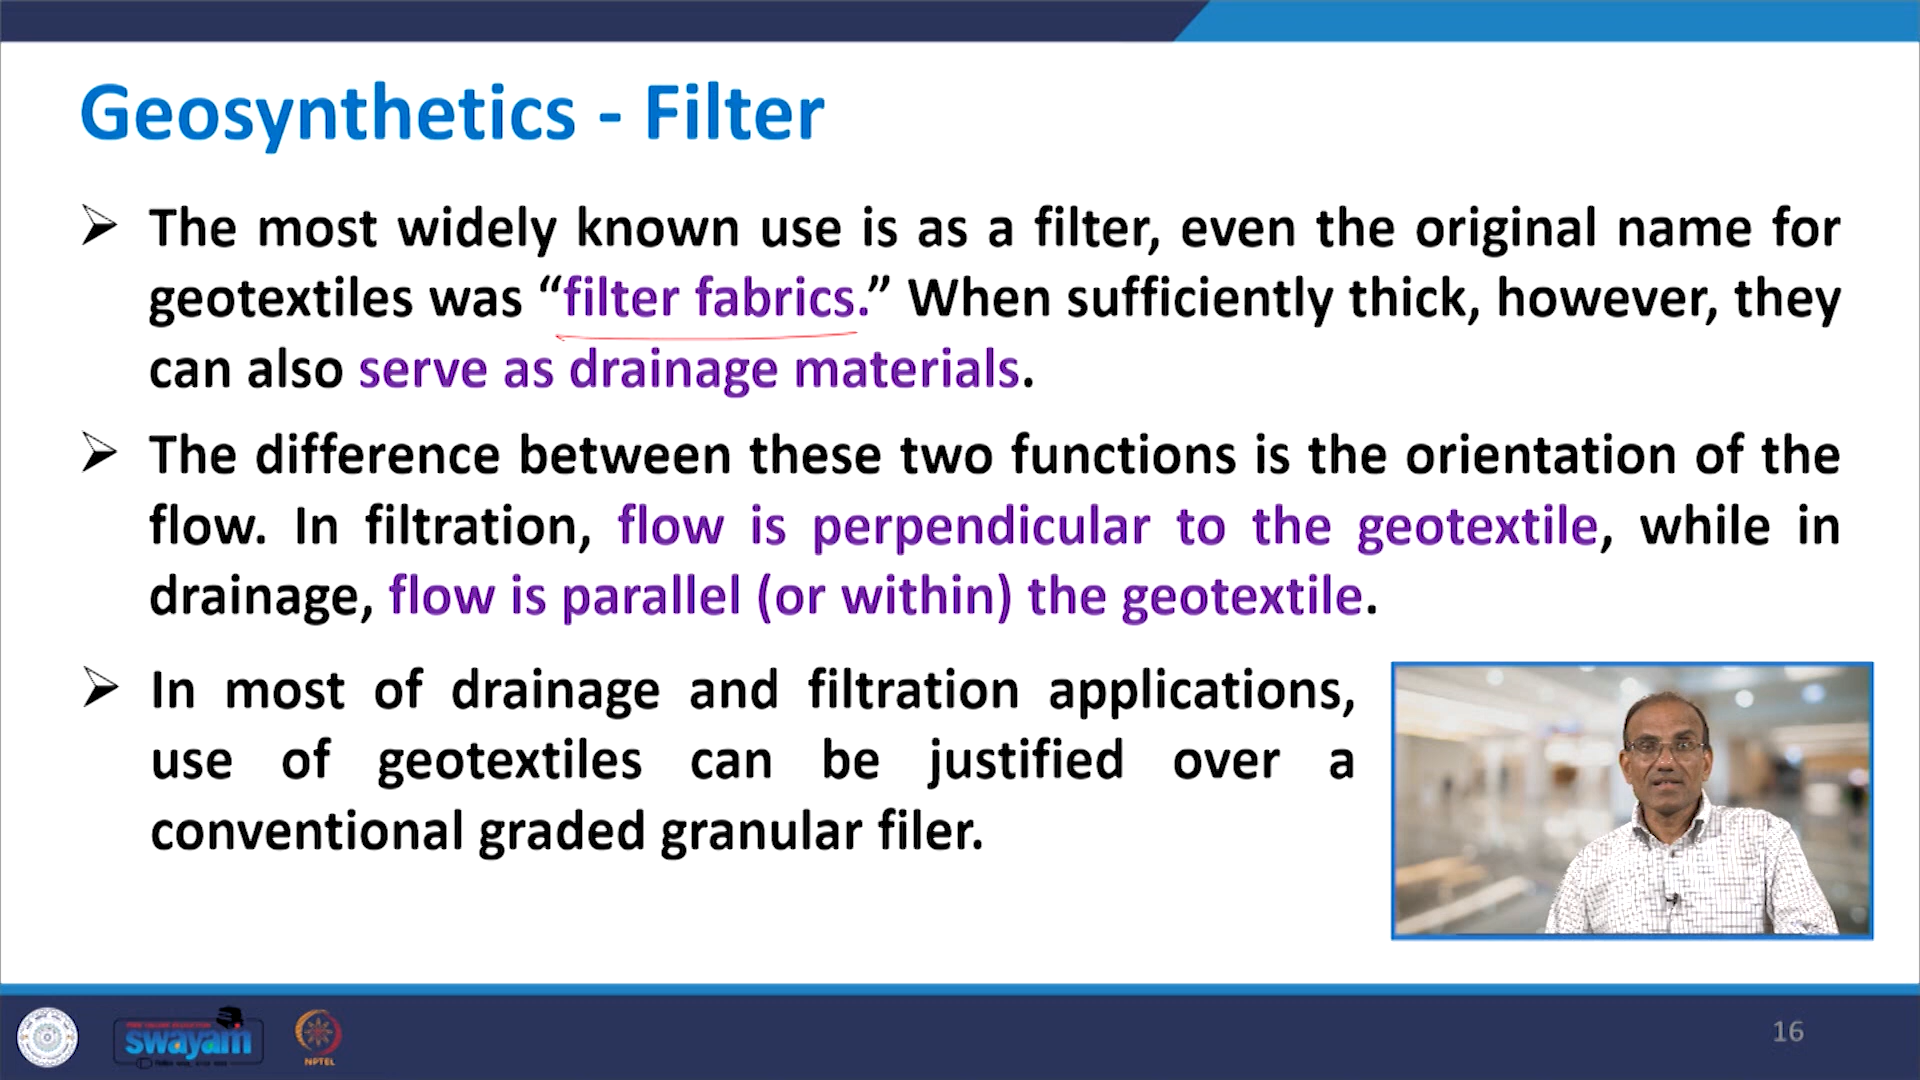 Geosynthetics - Filter
➢ The most widely known use is as a filter, even the original name for
geotextiles was “filter fabrics.” When sufficiently thick, however, they
can also serve as drainage materials.
➢ The difference between these two functions is the orientation of the
flow. In filtration, flow is perpendicular to the geotextile, while in
drainage, flow is parallel (or within) the geotextile.
➢ In most of drainage and filtration applications,
use of geotextiles can be justified over a
conventional graded granular filer.
swayam
NPTEL
16